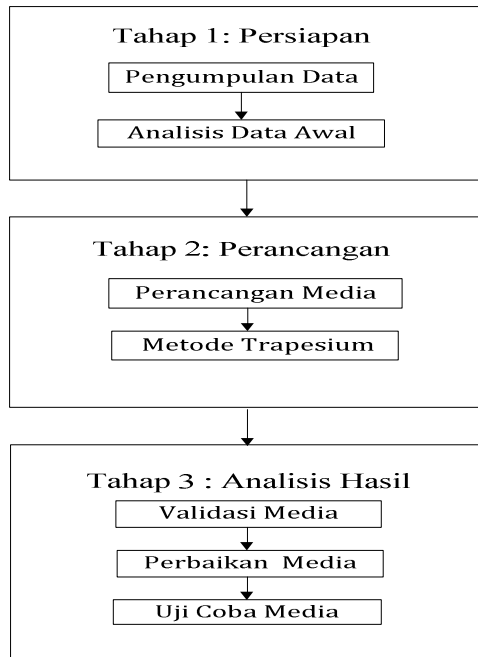 Tahap 1: Persiapan
Pengumpulan Data
Analisis Data Awal
Tahap 2: Perancangan
Perancangan Media
Metode Trapesium
Tahap 3 : Analisis Hasil
Validasi Media
Perbaikan Media
Uji Coba Media